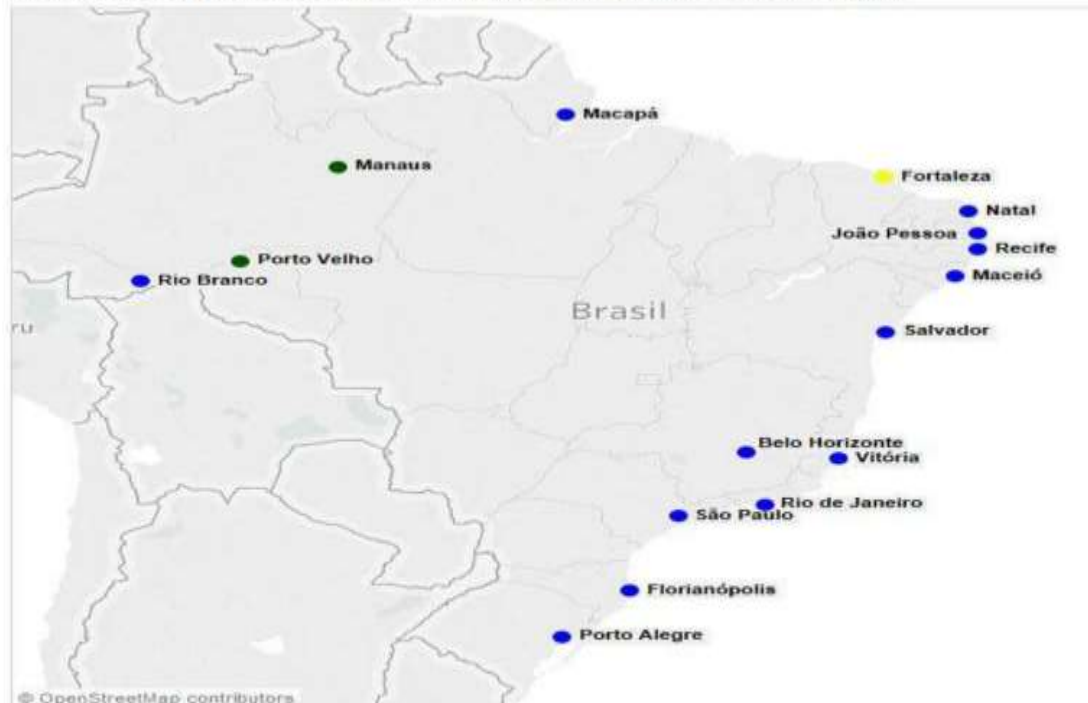 Macapá
Manaus
Fortaleza
Natal
João Pessoa
Recife
Porto Velho
Rio Branco
Maceió
Brasil
ru
Salvador
Belo Horizonte
Vitória
Rio de Janeiro
São Paulo
Florianópolis
Porto Alegre
© OpenStreetMap contributors